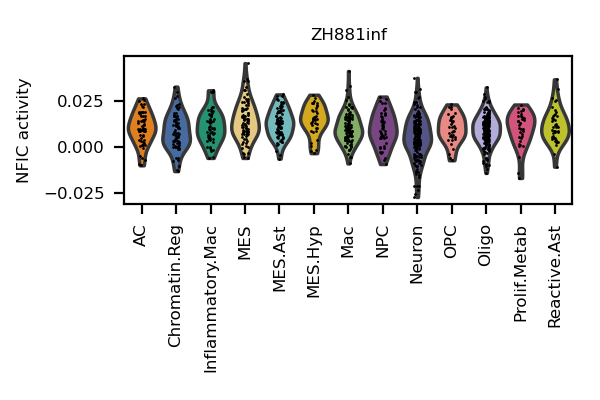 ZH881inf
NFIC activity
0.025
0.000
−0.025
AC
Chromatin.Reg
Inflammatory.Mac
MES
MES.Ast
MES.Hyp
Mac
NPC
Neuron
OPC
Oligo
Prolif.Metab
Reactive.Ast